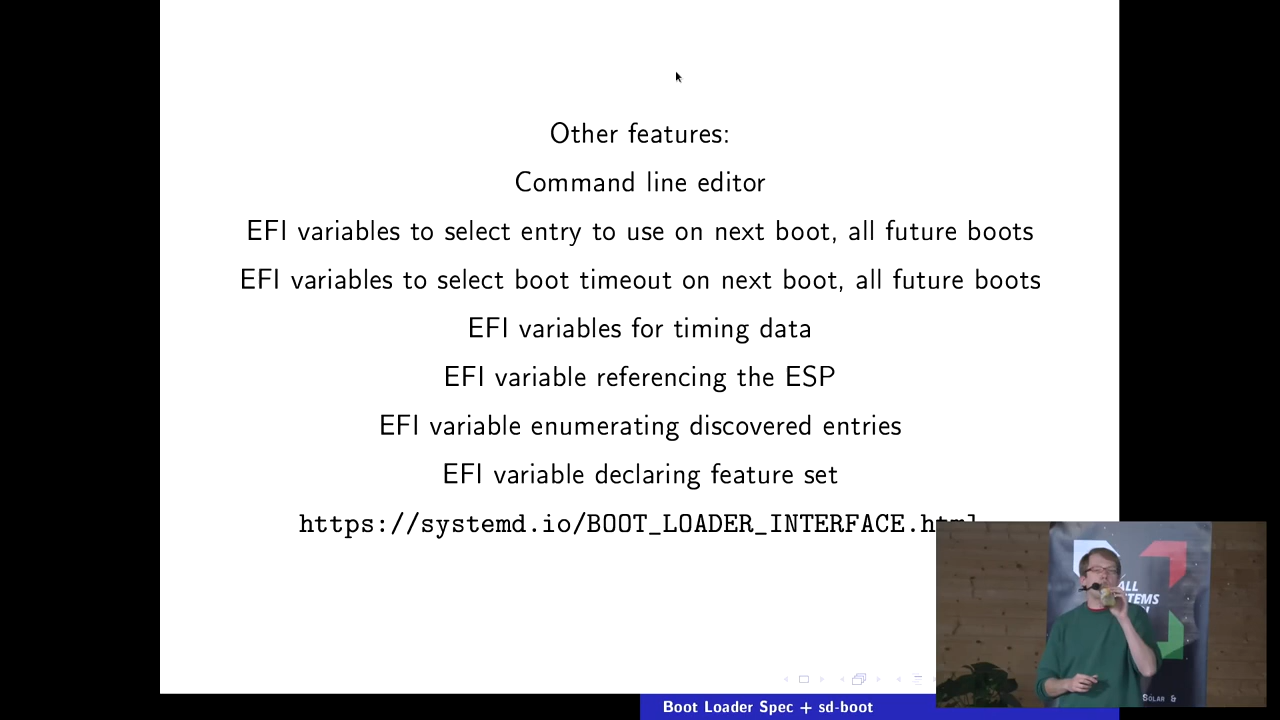 Other features:
Command line editor
EFI variables to select entry to use on next boot, all future boots
EFI variables to select boot timeout on next boot, all future boots
EFI variables for timing data
EFI variable referencing the ESP
EFI variable enumerating discovered entries
EFI variable declaring feature set
https://systemd.io/BOOT_LOADER_INTERFACE.html
ALL
SOLAR &
Boot Loader Spec + sd-boot